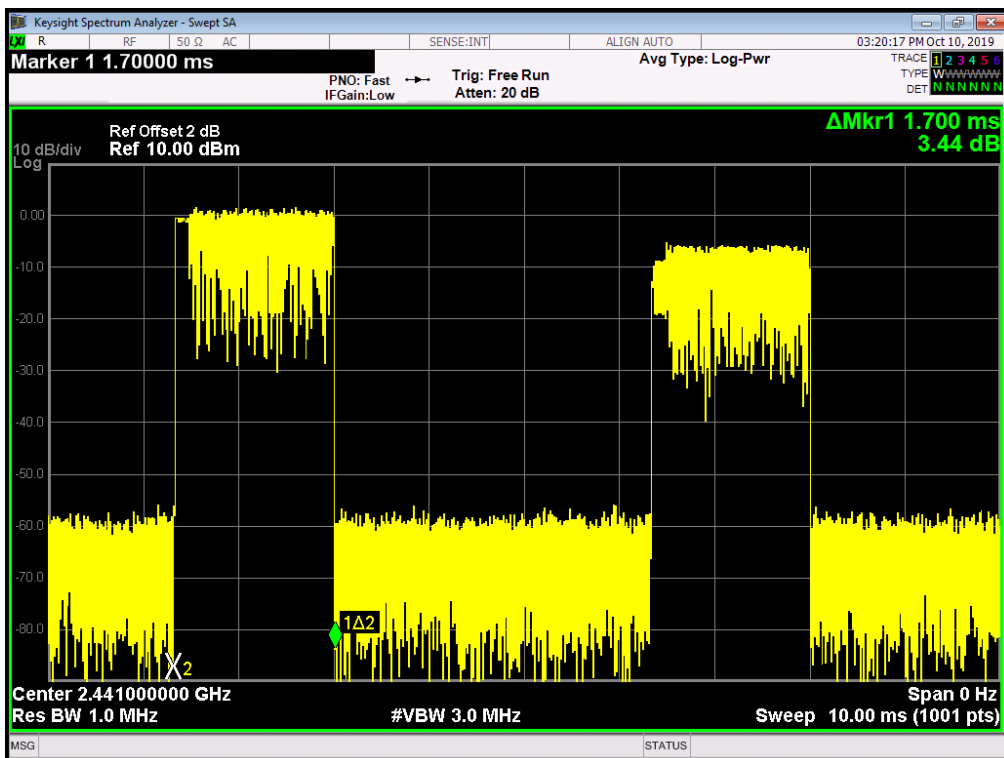 Keysight Spectrum Analyzer - Swept SA
LXI R RF 50 Ω AC SENSE:INT ALIGN AUTO 03:20:17 PM Oct 10, 2019
Marker 1 1.70000 ms Avg Type: Log-Pwr TRACE 1 2 3 4 5 6
PNO: Fast Trig: Free Run TYPE WWWWWW
IFGain:Low Atten: 20 dB DET N N N N N N
ΔMkr1 1.700 ms
Ref Offset 2 dB
10 dB/div Ref 10.00 dBm 3.44 dB
Log
0.00
-10.0
-20.0
-30.0
-40.0
-50.0
-60.0
-70.0
1Δ2
-80.0
X2
Center 2.441000000 GHz Span 0 Hz
Res BW 1.0 MHz #VBW 3.0 MHz Sweep 10.00 ms (1001 pts)
MSG STATUS